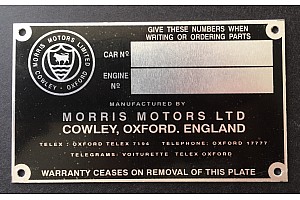 GIVE THESE NUMBERS WHEN
WRITING OR ORDERING PARTS
MORRIS MOTORS LIMITED
COWLEY - OXFORD
CAR Nº
ENGINE
Nº
MANUFACTURED BY
MORRIS MOTORS LTD
COWLEY, OXFORD. ENGLAND
TELEX : OXFORD TELEX 7194 TELEPHONE: OXFORD 77777
TELEGRAMS: VOITURETTE TELEX OXFORD
WARRANTY CEASES ON REMOVAL OF THIS PLATE